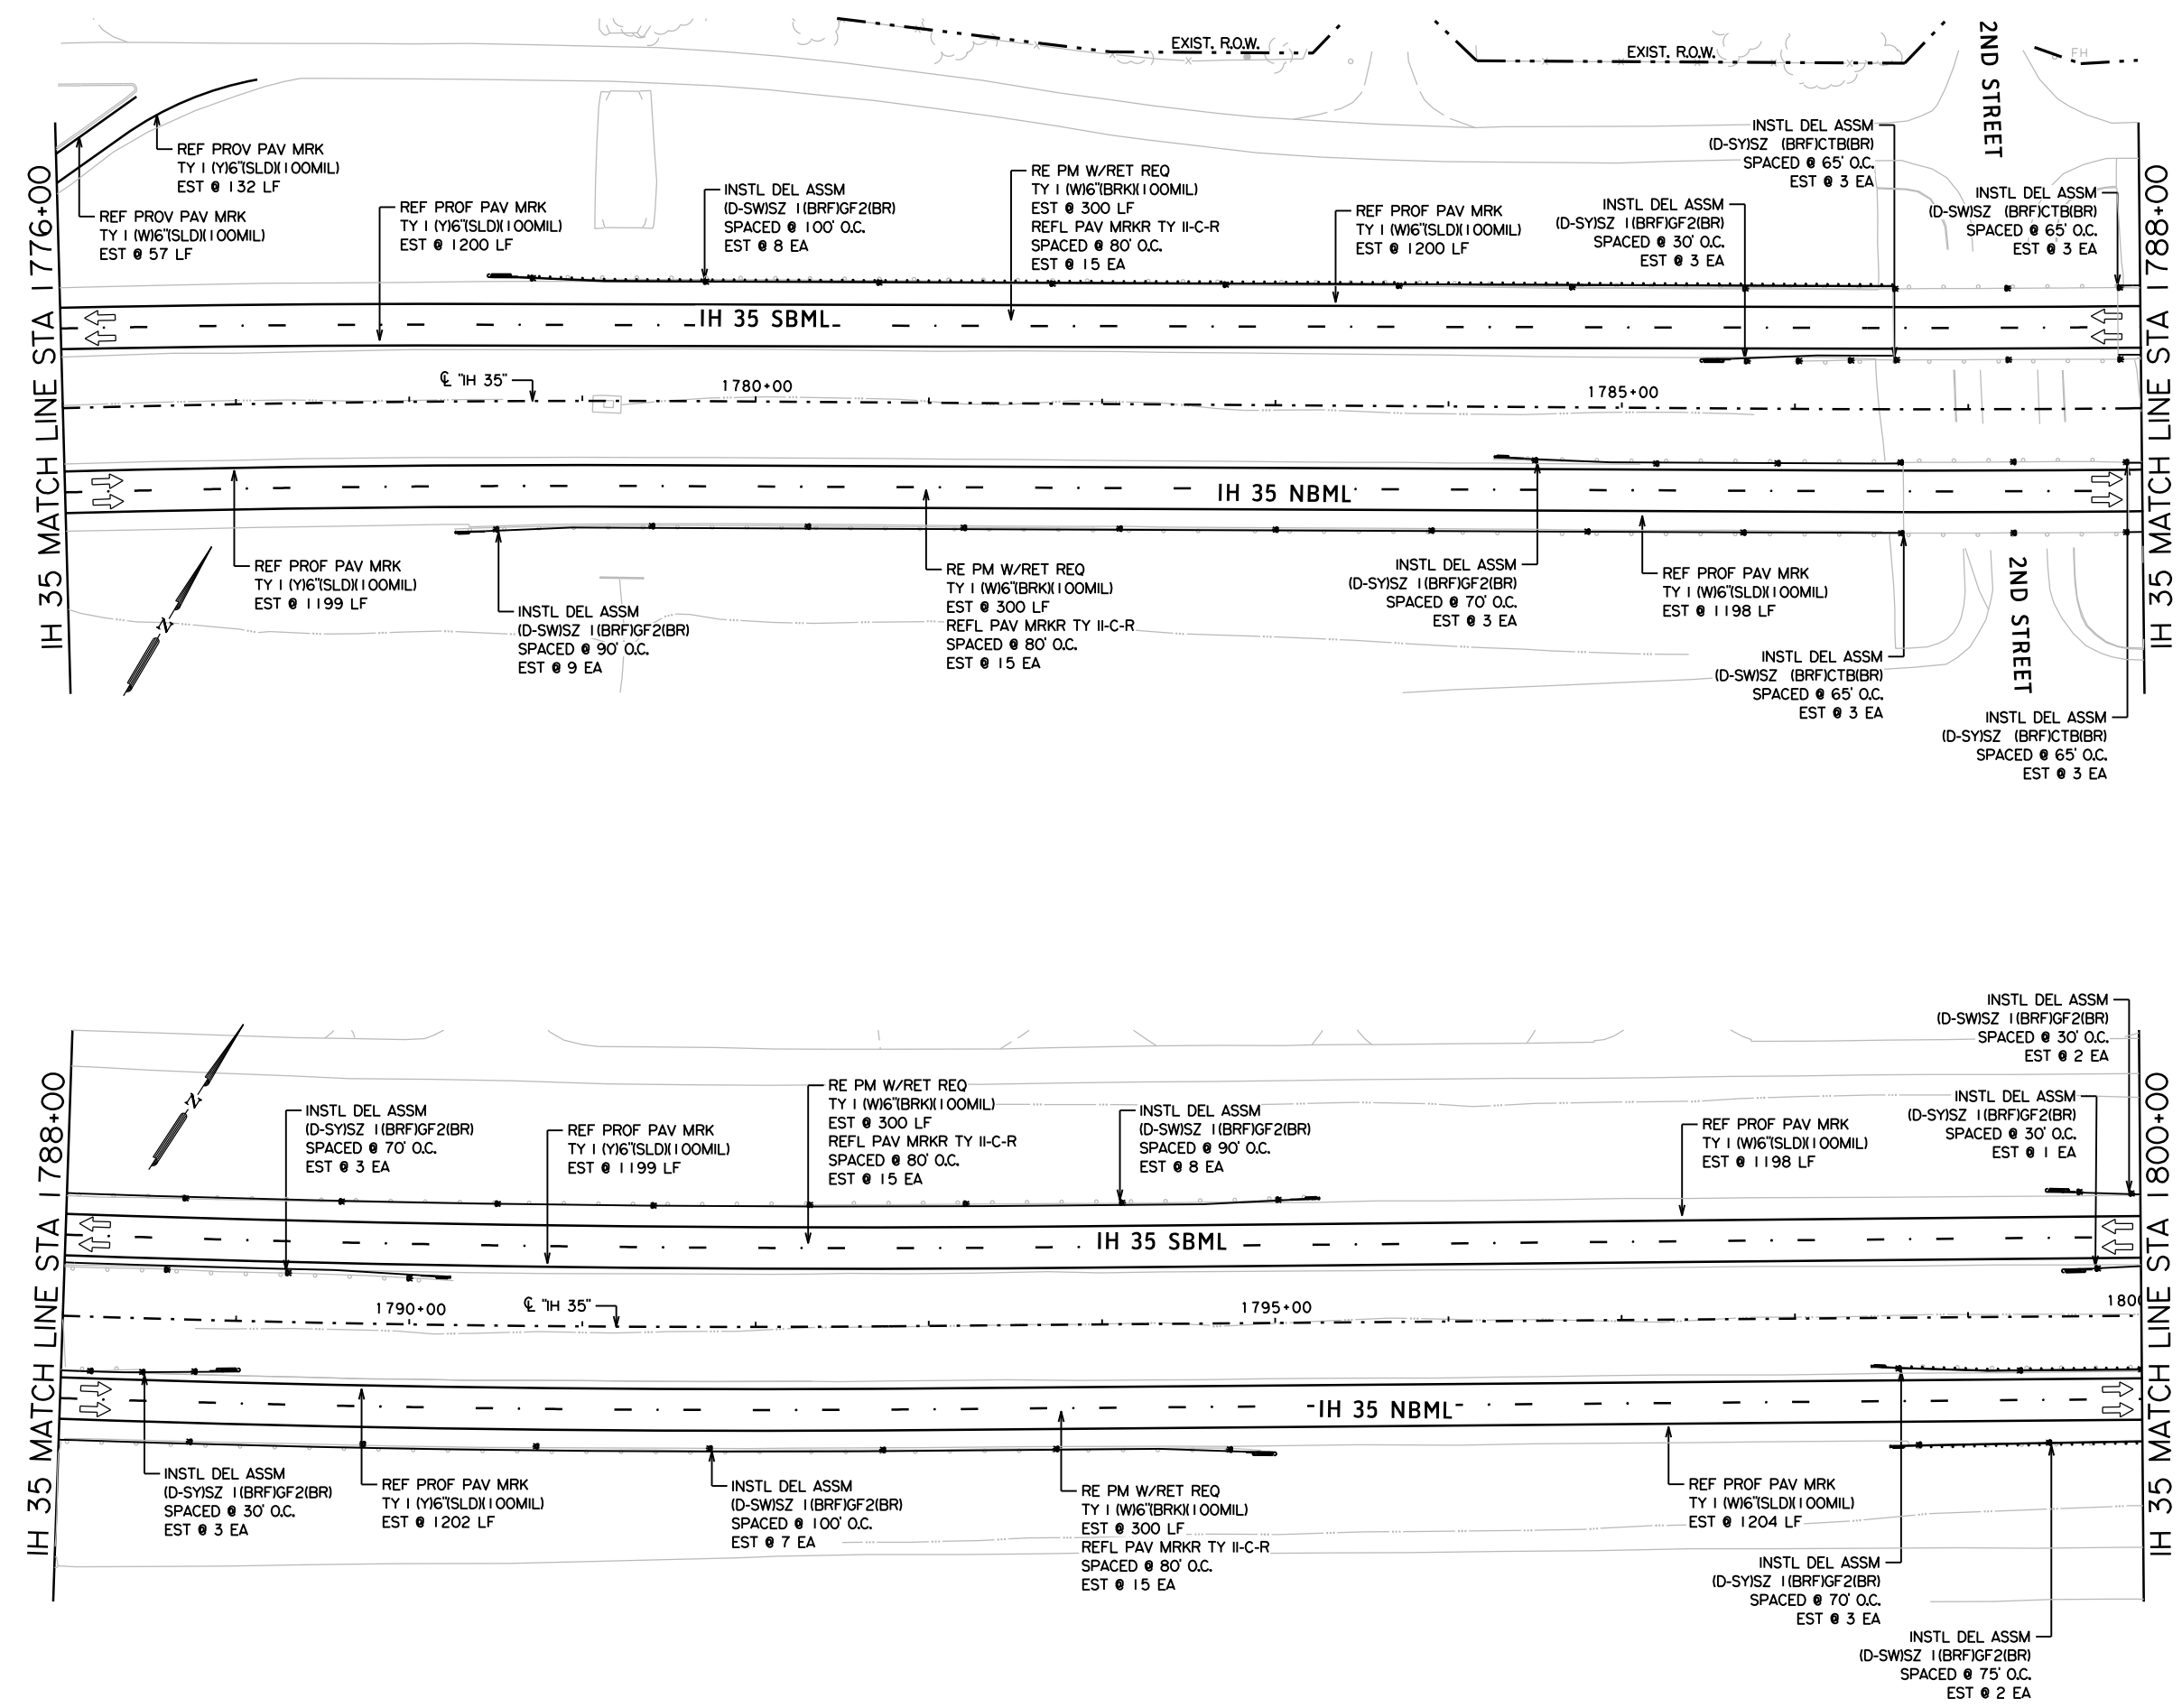 EXIST. R.O.W.
EXIST. R.O.W.
2ND STREET
FH
IH 35 MATCH LINE STA 1776+00
IH 35 MATCH LINE STA 1788+00
REF PROV PAV MRK
TY I (Y)6"(SLD)(100MIL)
EST @ 132 LF
REF PROV PAV MRK
TY I (W)6"(SLD)(100MIL)
EST @ 57 LF
REF PROF PAV MRK
TY I (Y)6"(SLD)(100MIL)
EST @ 1200 LF
INSTL DEL ASSM
(D-SW)SZ 1(BRF)GF2(BR)
SPACED @ 100' O.C.
EST @ 8 EA
RE PM W/RET REQ
TY I (W)6"(BRK)(100MIL)
EST @ 300 LF
REFL PAV MRKR TY II-C-R
SPACED @ 80' O.C.
EST @ 15 EA
REF PROF PAV MRK
TY I (W)6"(SLD)(100MIL)
EST @ 1200 LF
INSTL DEL ASSM
(D-SY)SZ (BRF)CTB(BR)
SPACED @ 65' O.C.
EST @ 3 EA
INSTL DEL ASSM
(D-SY)SZ 1(BRF)GF2(BR)
SPACED @ 30' O.C.
EST @ 3 EA
INSTL DEL ASSM
(D-SW)SZ (BRF)CTB(BR)
SPACED @ 65' O.C.
EST @ 3 EA
IH 35 SBML
℄ "IH 35"
1780+00
1785+00
IH 35 NBML
REF PROF PAV MRK
TY I (Y)6"(SLD)(100MIL)
EST @ 1199 LF
N
INSTL DEL ASSM
(D-SW)SZ 1(BRF)GF2(BR)
SPACED @ 90' O.C.
EST @ 9 EA
RE PM W/RET REQ
TY I (W)6"(BRK)(100MIL)
EST @ 300 LF
REFL PAV MRKR TY II-C-R
SPACED @ 80' O.C.
EST @ 15 EA
INSTL DEL ASSM
(D-SY)SZ 1(BRF)GF2(BR)
SPACED @ 70' O.C.
EST @ 3 EA
REF PROF PAV MRK
TY I (W)6"(SLD)(100MIL)
EST @ 1198 LF
2ND STREET
INSTL DEL ASSM
(D-SW)SZ (BRF)CTB(BR)
SPACED @ 65' O.C.
EST @ 3 EA
INSTL DEL ASSM
(D-SY)SZ (BRF)CTB(BR)
SPACED @ 65' O.C.
EST @ 3 EA
IH 35 MATCH LINE STA 1788+00
IH 35 MATCH LINE STA 1800+00
N
INSTL DEL ASSM
(D-SY)SZ 1(BRF)GF2(BR)
SPACED @ 70' O.C.
EST @ 3 EA
REF PROF PAV MRK
TY I (Y)6"(SLD)(100MIL)
EST @ 1199 LF
RE PM W/RET REQ
TY I (W)6"(BRK)(100MIL)
EST @ 300 LF
REFL PAV MRKR TY II-C-R
SPACED @ 80' O.C.
EST @ 15 EA
INSTL DEL ASSM
(D-SW)SZ 1(BRF)GF2(BR)
SPACED @ 90' O.C.
EST @ 8 EA
REF PROF PAV MRK
TY I (W)6"(SLD)(100MIL)
EST @ 1198 LF
INSTL DEL ASSM
(D-SW)SZ 1(BRF)GF2(BR)
SPACED @ 30' O.C.
EST @ 2 EA
INSTL DEL ASSM
(D-SY)SZ 1(BRF)GF2(BR)
SPACED @ 30' O.C.
EST @ 1 EA
IH 35 SBML
1790+00
℄ "IH 35"
1795+00
180
IH 35 NBML
INSTL DEL ASSM
(D-SY)SZ 1(BRF)GF2(BR)
SPACED @ 30' O.C.
EST @ 3 EA
REF PROF PAV MRK
TY I (Y)6"(SLD)(100MIL)
EST @ 1202 LF
INSTL DEL ASSM
(D-SW)SZ 1(BRF)GF2(BR)
SPACED @ 100' O.C.
EST @ 7 EA
RE PM W/RET REQ
TY I (W)6"(BRK)(100MIL)
EST @ 300 LF
REFL PAV MRKR TY II-C-R
SPACED @ 80' O.C.
EST @ 15 EA
REF PROF PAV MRK
TY I (W)6"(SLD)(100MIL)
EST @ 1204 LF
INSTL DEL ASSM
(D-SY)SZ 1(BRF)GF2(BR)
SPACED @ 70' O.C.
EST @ 3 EA
INSTL DEL ASSM
(D-SW)SZ 1(BRF)GF2(BR)
SPACED @ 75' O.C.
EST @ 2 EA